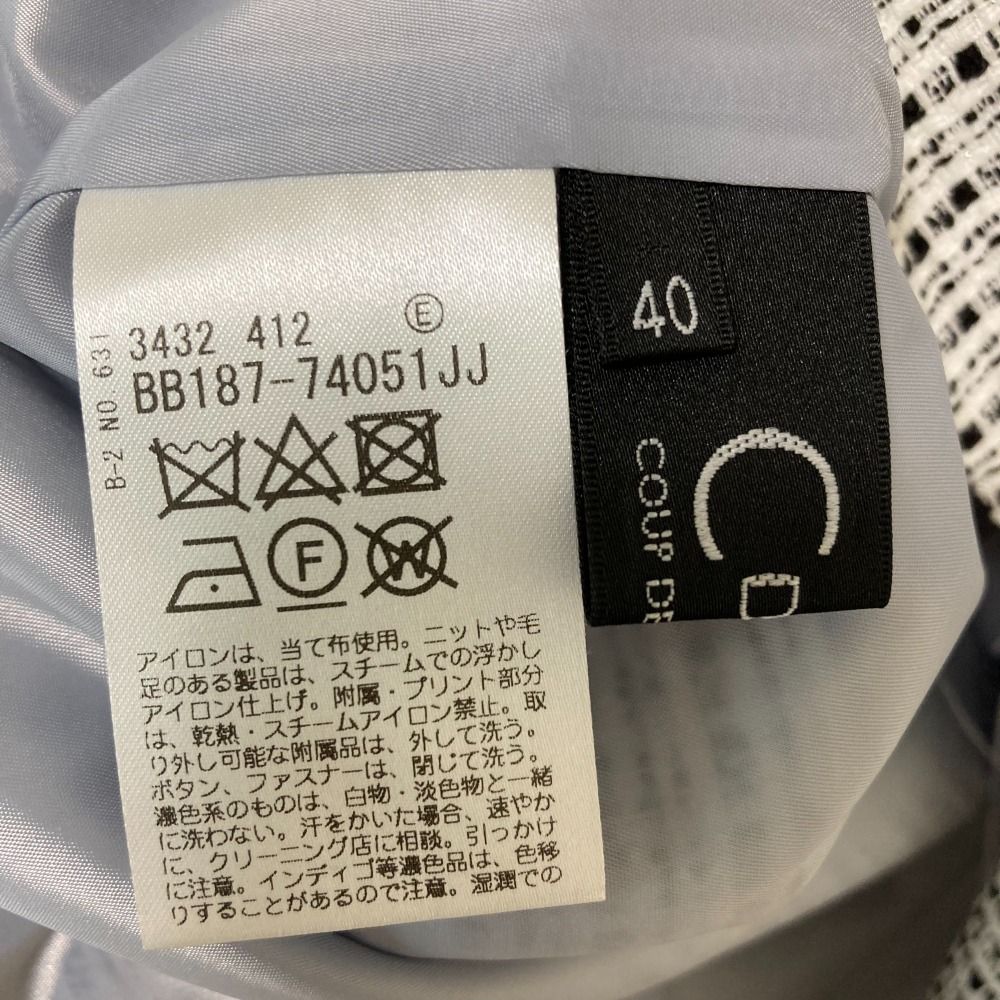 B-2 NO.631
3432 412 Ⓔ
BB187-74051JJ
F
W
アイロンは、当て布使用。ニットや毛
足のある製品は、スチームでの浮かし
アイロン仕上げ。附属・プリント部分
は、乾熱・スチームアイロン禁止。取
り外し可能な附属品は、外して洗う。
ボタン、ファスナーは、閉じて洗う。
濃色系のものは、白物・淡色物と一緒
に洗わない。汗をかいた場合、速やか
に、クリーニング店に相談。引っかけ
に注意。インディゴ等濃色品は、色移
りすることがあるので注意。湿潤での
40
C
COUP DE